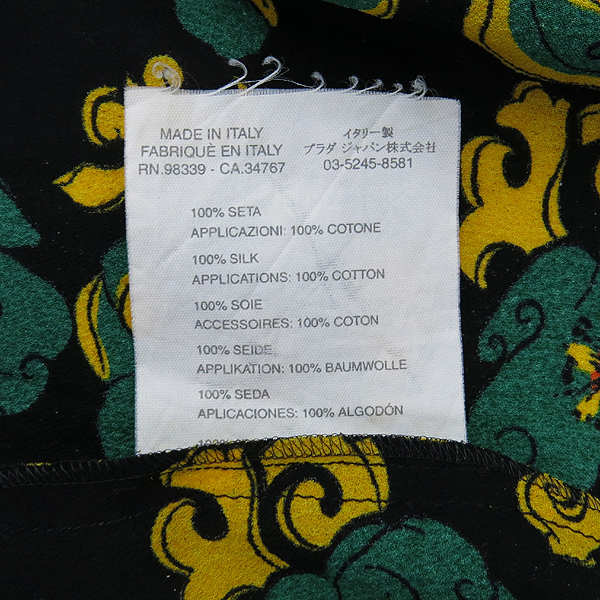 MADE IN ITALY
FABRIQUÈ EN ITALY
RN.98339 - CA.34767
イタリー製
プラダ ジャパン株式会社
03-5245-8581
100% SETA
APPLICAZIONI: 100% COTONE
100% SILK
APPLICATIONS: 100% COTTON
100% SOIE
ACCESSOIRES: 100% COTON
100% SEIDE
APPLIKATION: 100% BAUMWOLLE
100% SEDA
APLICACIONES: 100% ALGODÓN
100%